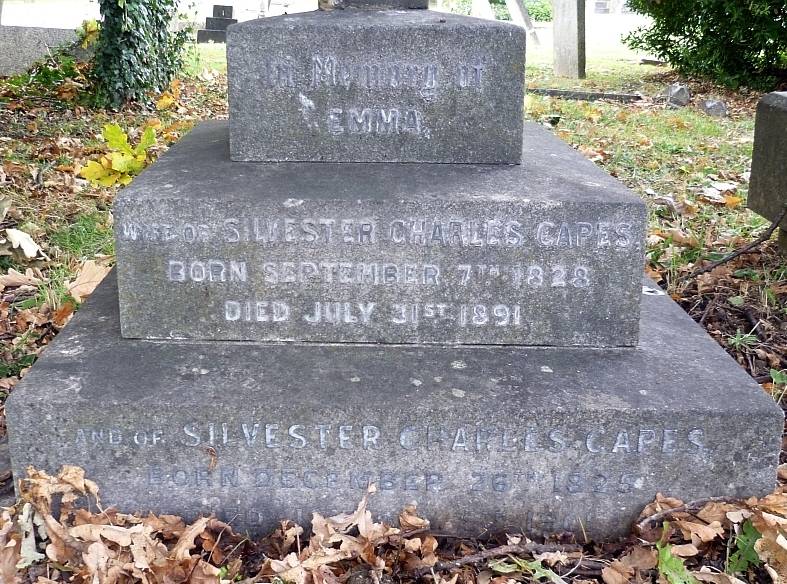 In Memory of
EMMA,
WIFE OF SILVESTER CHARLES CAPES.
BORN SEPTEMBER 7TH 1828
DIED JULY 31ST 1891
AND OF SILVESTER CHARLES CAPES,
BORN DECEMBER 26TH